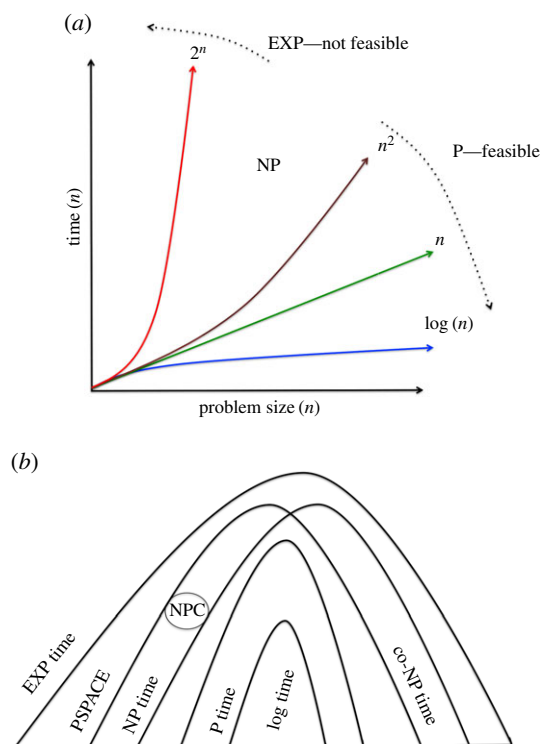 (a)
EXP—not feasible
2ⁿ
n²
P—feasible
NP
time (n)
n
log (n)
problem size (n)
(b)
NPC
EXP time
PSPACE
NP time
P time
log time
co-NP time